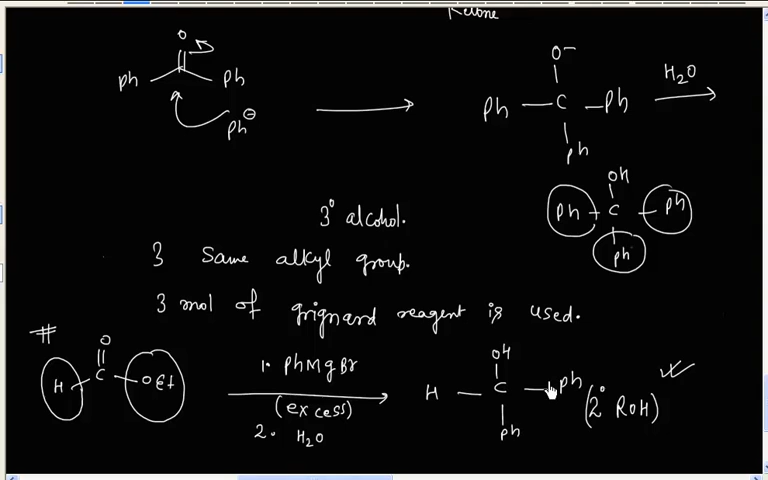 Ketone
O
Ph Ph
Ph⊖
O⁻
Ph — C — Ph
Ph
H₂O
OH
Ph — C — Ph
Ph
3° alcohol.
3 Same alkyl group.
3 mol of grignard reagent is used.
#
O
H C OEt
1. PhMgBr
(excess)
2. H₂O
OH
H — C — Ph (2° ROH)
Ph